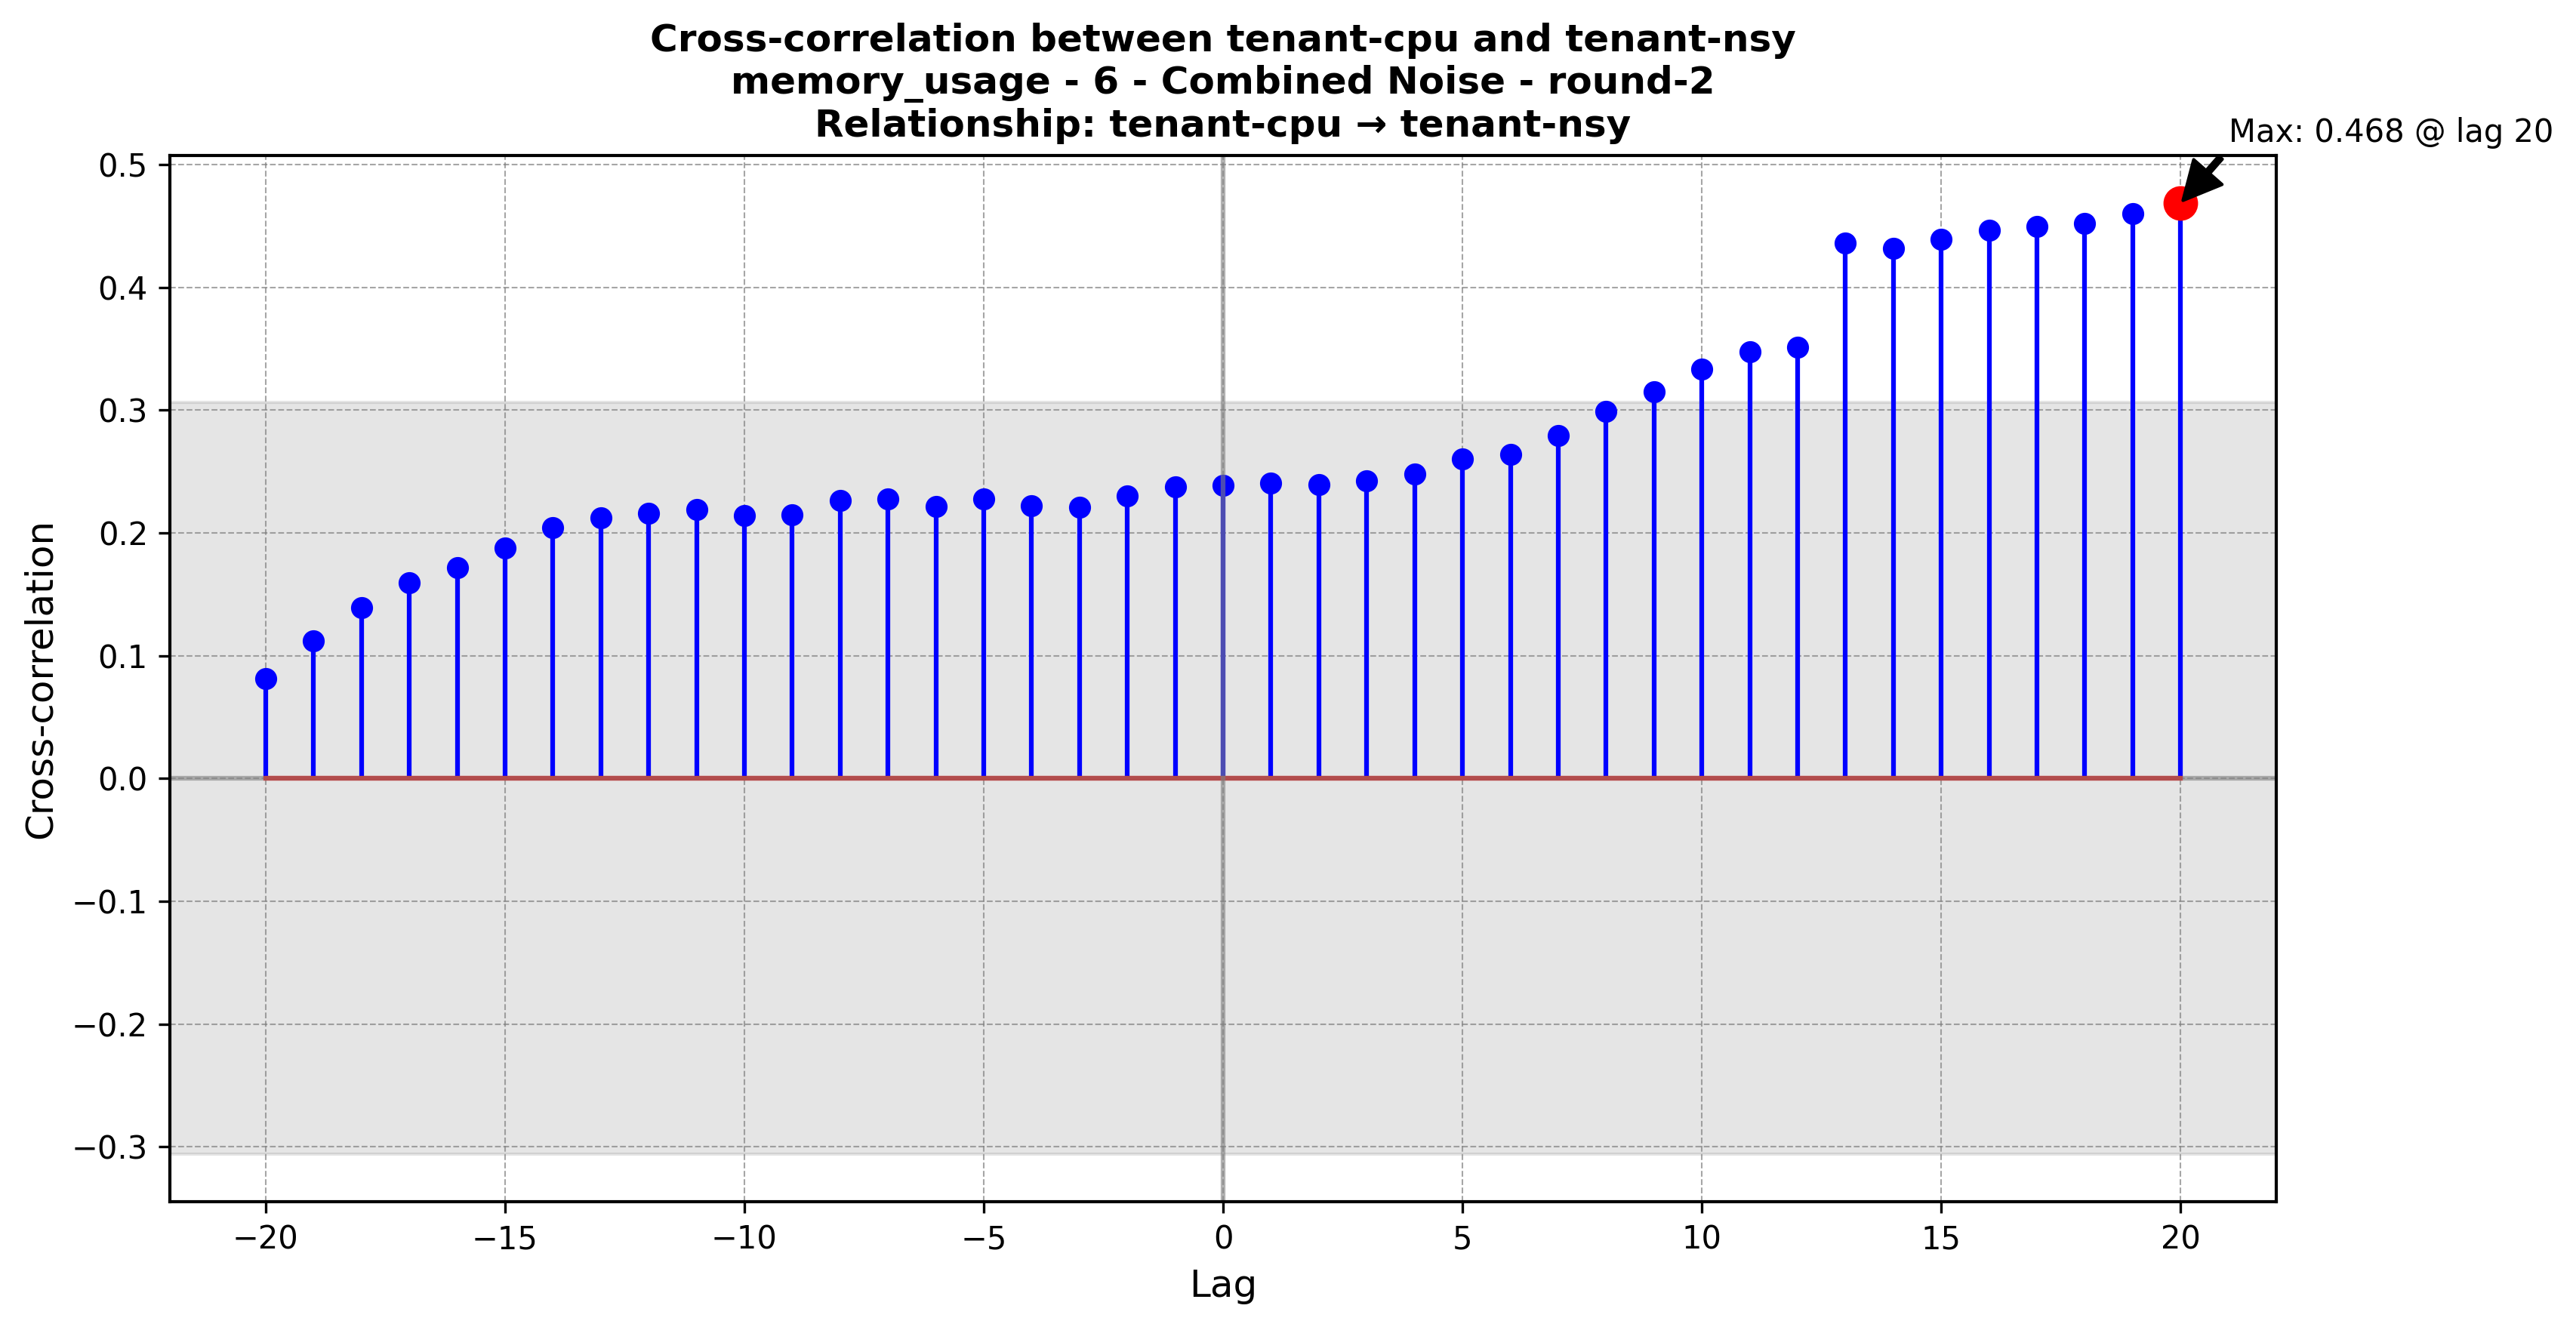 Cross-correlation between tenant-cpu and tenant-nsy
memory_usage - 6 - Combined Noise - round-2
Relationship: tenant-cpu → tenant-nsy
Max: 0.468 @ lag 20
0.5
0.4
0.3
0.2
0.1
0.0
−0.1
−0.2
−0.3
Cross-correlation
−20 −15 −10 −5 0 5 10 15 20
Lag